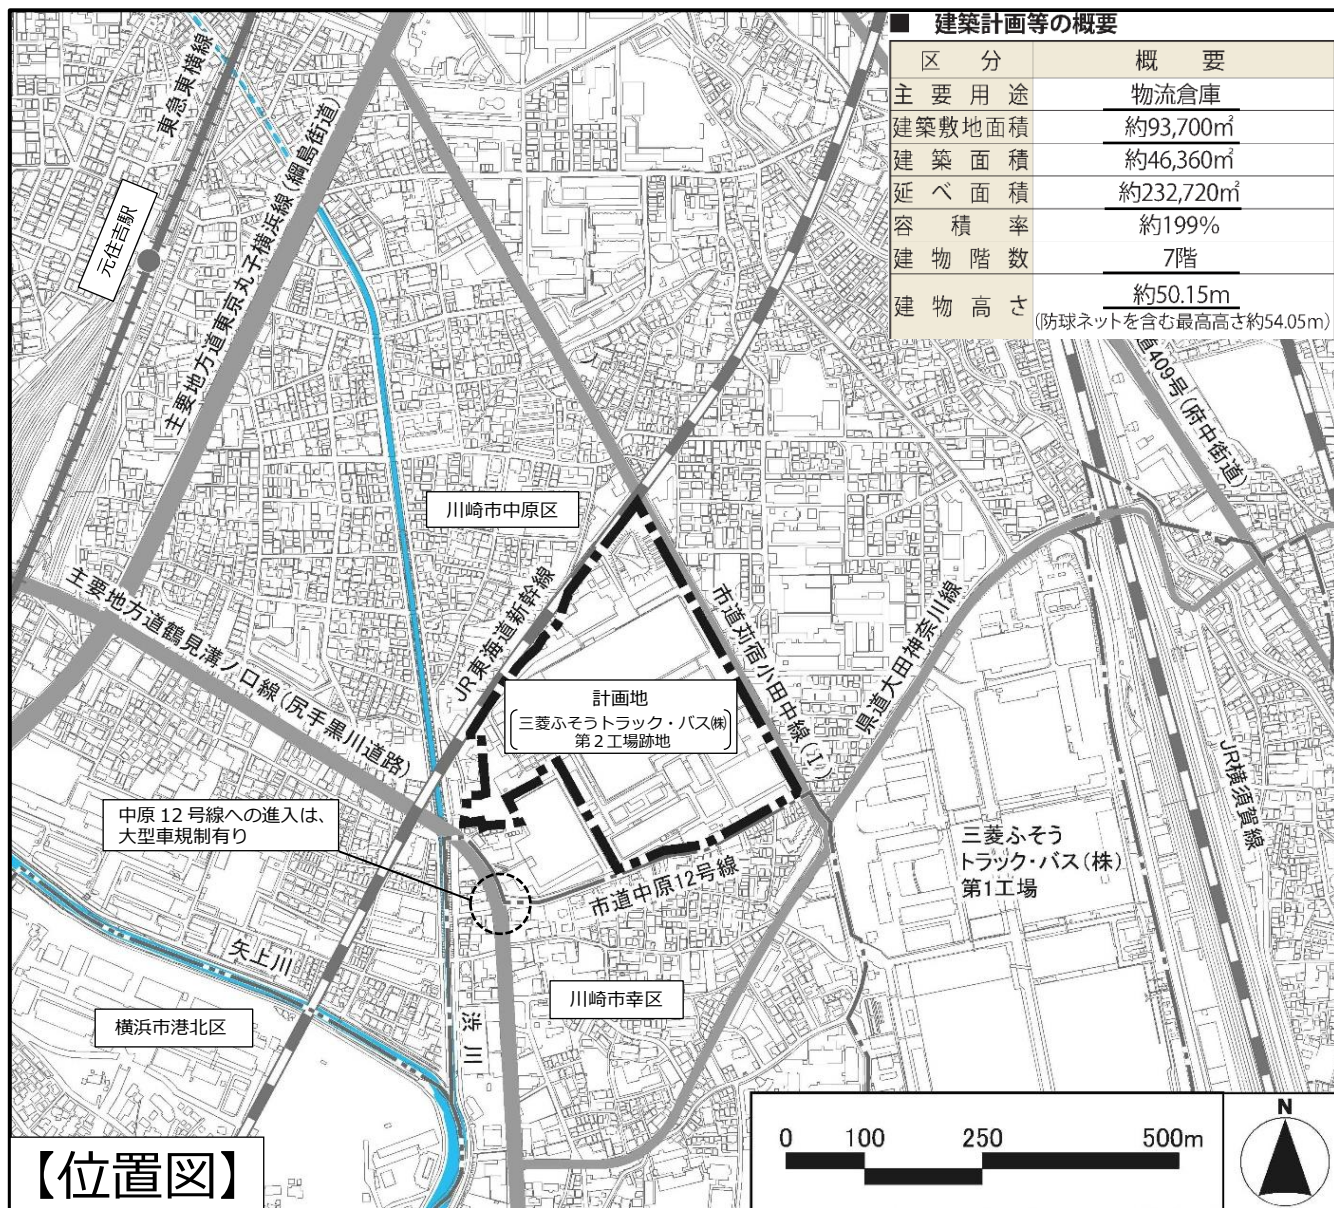 ■ 建築計画等の概要
区 分 概 要
主 要 用 途 物流倉庫
建築敷地面積 約93,700㎡
建 築 面 積 約46,360㎡
延 べ 面 積 約232,720㎡
容 積 率 約199%
建 物 階 数 7階
建 物 高 さ 約50.15m
(防球ネットを含む最高高さ約54.05m)
東急東横線
元住吉駅
主要地方道東京丸子横浜線(綱島街道)
道409号(府中街道)
川崎市中原区
JR東海道新幹線
市道苅宿小田中線(Ⅰ)
県道大田神奈川線
主要地方道鶴見溝ノ口線(尻手黒川道路)
計画地
三菱ふそうトラック・バス㈱
第2工場跡地
JR横須賀線
中原 12 号線への進入は、
大型車規制有り
三菱ふそう
トラック・バス(株)
第1工場
市道中原12号線
矢上川
川崎市幸区
横浜市港北区
渋川
【位置図】
0 100 250 500m
N